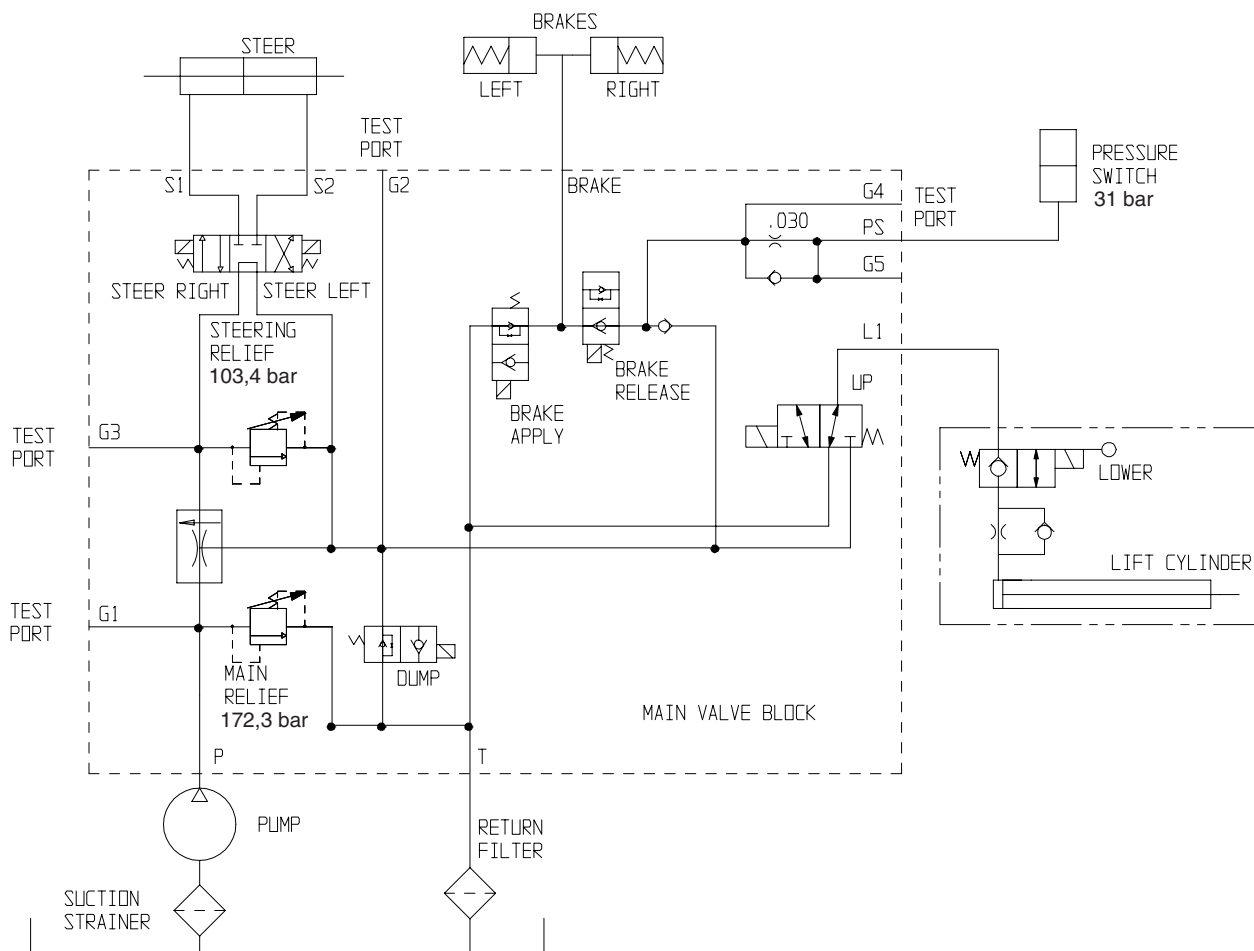 BRAKES
STEER
LEFT
RIGHT
TEST
PORT
PRESSURE
SWITCH
31 bar
S1
S2
G2
BRAKE
G4
TEST
PORT
.030
PS
G5
STEER RIGHT
STEER LEFT
STEERING
RELIEF
103,4 bar
BRAKE
RELEASE
BRAKE
APPLY
L1
UP
TEST
PORT
G3
LOWER
LIFT CYLINDER
TEST
PORT
G1
MAIN
RELIEF
172,3 bar
DUMP
MAIN VALVE BLOCK
P
T
PUMP
RETURN
FILTER
SUCTION
STRAINER